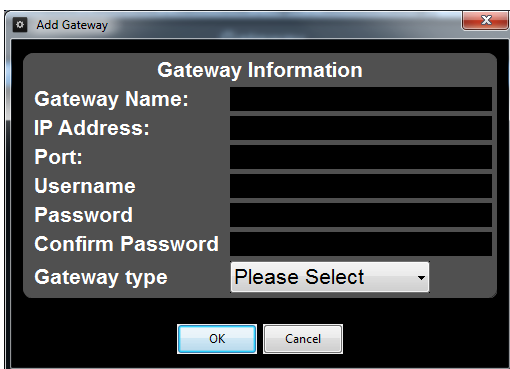 Add Gateway
Gateway Information
Gateway Name:
IP Address:
Port:
Username
Password
Confirm Password
Gateway type Please Select
OK Cancel